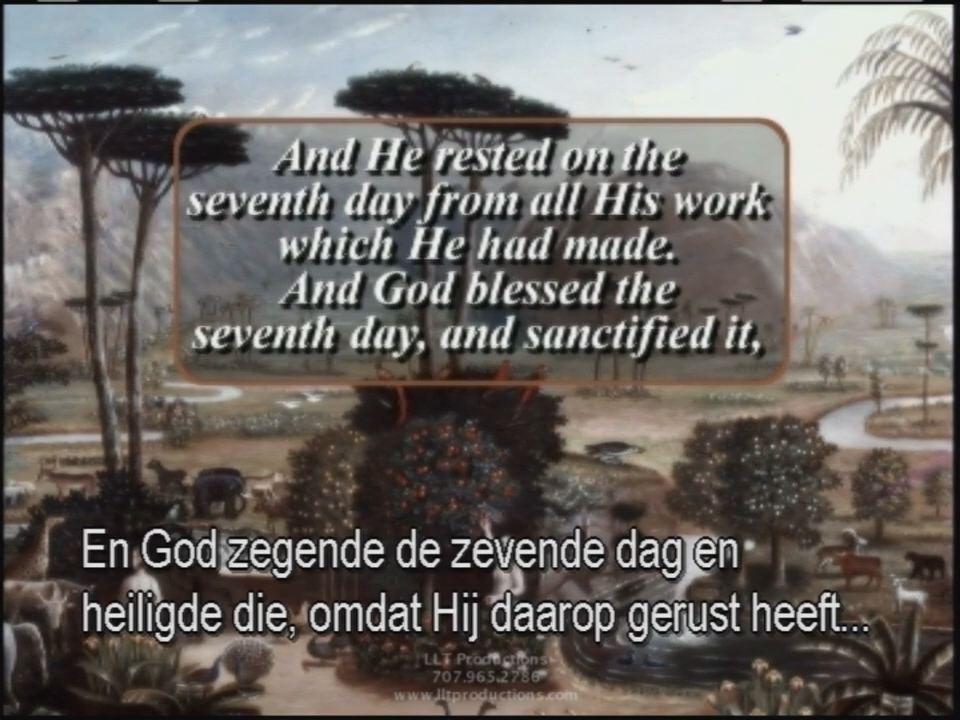 And He rested on the
seventh day from all His work
which He had made.
And God blessed the
seventh day, and sanctified it,
En God zegende de zevende dag en
heiligde die, omdat Hij daarop gerust heeft...
LLT Productions
707.965.2786
www.lltproductions.com